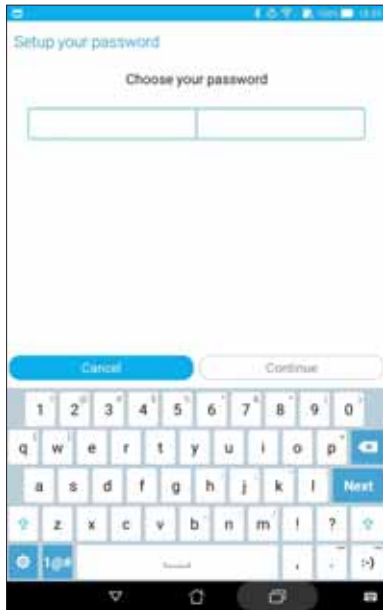 Setup your password
Choose your password
Cancel Continue
1 2 3 4 5 6 7 8 9 0
q w e r t y u i o p
a s d f g h j k l Next
z x c v b n m ! ?
1@# , . :-)